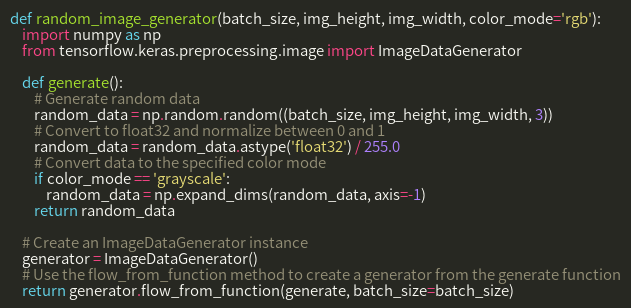 def random_image_generator(batch_size, img_height, img_width, color_mode='rgb'):
    import numpy as np
    from tensorflow.keras.preprocessing.image import ImageDataGenerator

    def generate():
        # Generate random data
        random_data = np.random.random((batch_size, img_height, img_width, 3))
        # Convert to float32 and normalize between 0 and 1
        random_data = random_data.astype('float32') / 255.0
        # Convert data to the specified color mode
        if color_mode == 'grayscale':
            random_data = np.expand_dims(random_data, axis=-1)
        return random_data

    # Create an ImageDataGenerator instance
    generator = ImageDataGenerator()
    # Use the flow_from_function method to create a generator from the generate function
    return generator.flow_from_function(generate, batch_size=batch_size)